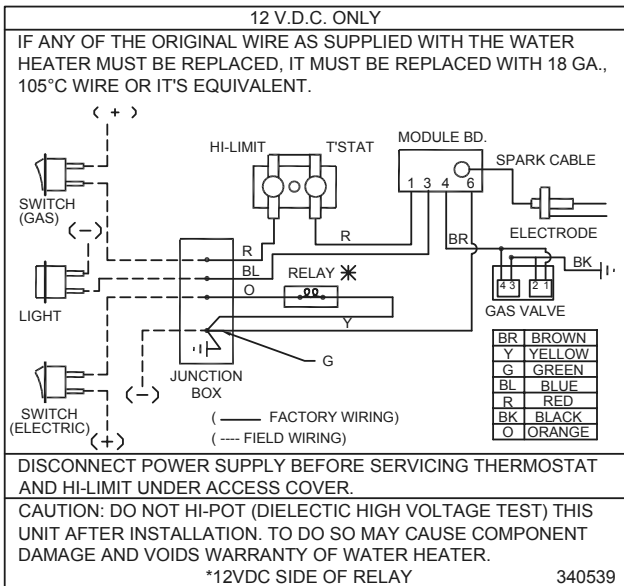 12 V.D.C. ONLY
IF ANY OF THE ORIGINAL WIRE AS SUPPLIED WITH THE WATER
HEATER MUST BE REPLACED, IT MUST BE REPLACED WITH 18 GA.,
105°C WIRE OR IT'S EQUIVALENT.
( + )
HI-LIMIT
T'STAT
MODULE BD.
SPARK CABLE
1 3 4 6
SWITCH
(GAS)
(-)
ELECTRODE
R
R
BR
BL
BK
RELAY
O
4 3
2 1
LIGHT
GAS VALVE
Y
G
JUNCTION
BOX
(-)
SWITCH
(ELECTRIC)
(+)
( —— FACTORY WIRING)
( ---- FIELD WIRING)
BR BROWN
Y YELLOW
G GREEN
BL BLUE
R RED
BK BLACK
O ORANGE
DISCONNECT POWER SUPPLY BEFORE SERVICING THERMOSTAT
AND HI-LIMIT UNDER ACCESS COVER.
CAUTION: DO NOT HI-POT (DIELECTIC HIGH VOLTAGE TEST) THIS
UNIT AFTER INSTALLATION. TO DO SO MAY CAUSE COMPONENT
DAMAGE AND VOIDS WARRANTY OF WATER HEATER.
*12VDC SIDE OF RELAY 340539